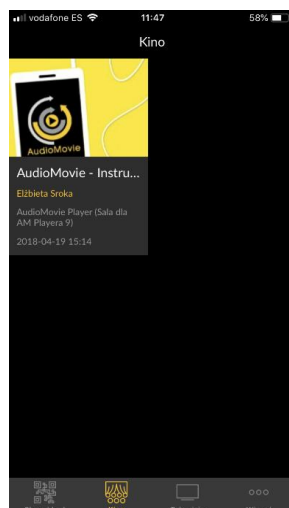 vodafone ES
11:47
58%
Kino
AudioMovie
AudioMovie - Instru...
Elżbieta Sroka
AudioMovie Player (Sala dla
AM Playera 9)
2018-04-19 15:14